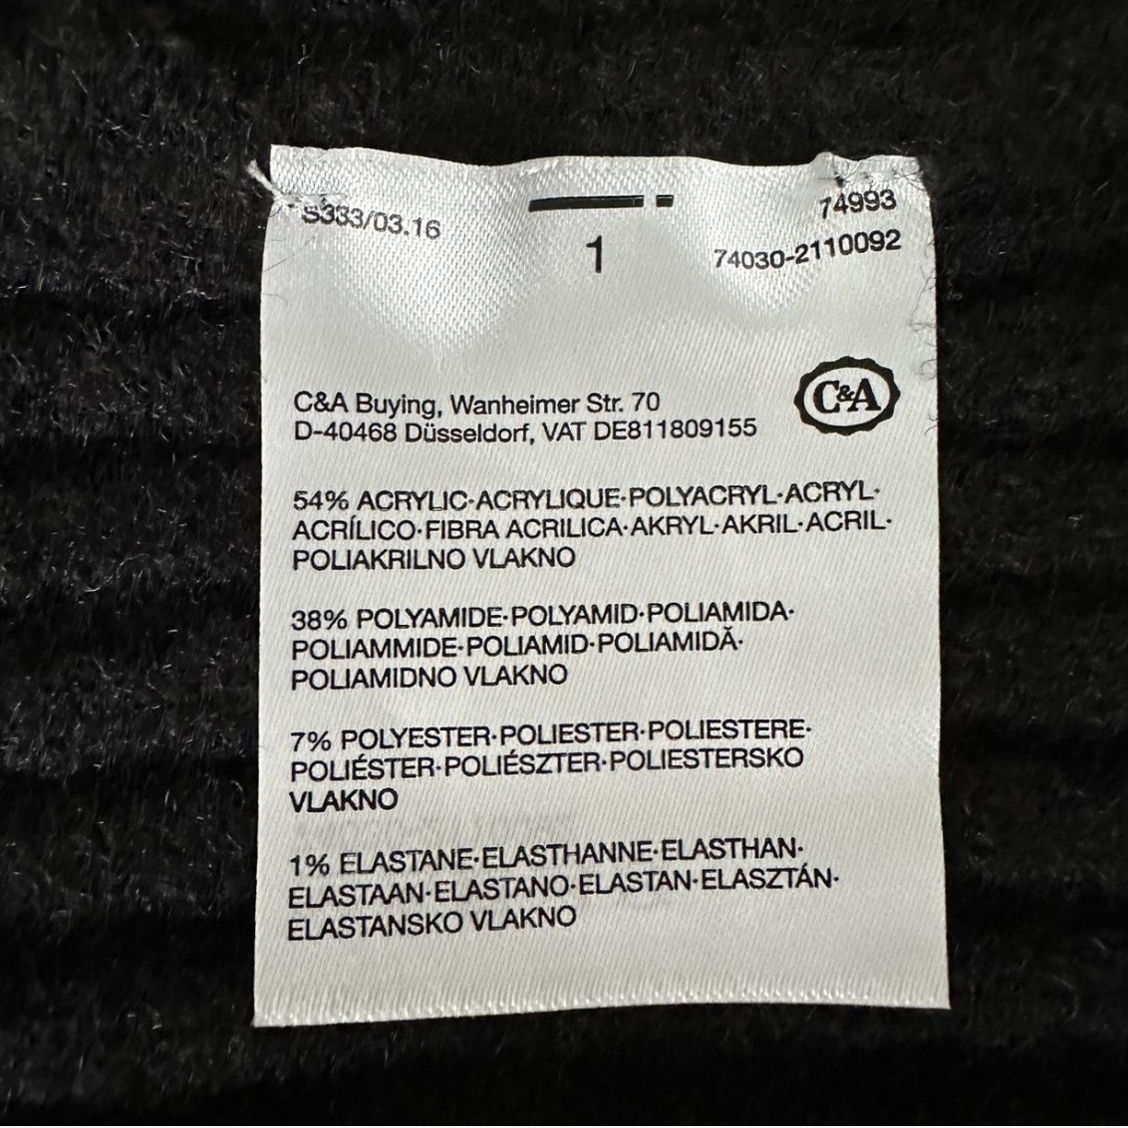 S333/03.16
74993
1
74030-2110092
C&A Buying, Wanheimer Str. 70
D-40468 Düsseldorf, VAT DE811809155
C&A
54% ACRYLIC·ACRYLIQUE·POLYACRYL·ACRYL·
ACRÍLICO·FIBRA ACRILICA·AKRYL·AKRIL·ACRIL·
POLIAKRILNO VLAKNO
38% POLYAMIDE·POLYAMID·POLIAMIDA·
POLIAMMIDE·POLIAMID·POLIAMIDĂ·
POLIAMIDNO VLAKNO
7% POLYESTER·POLIESTER·POLIESTERE·
POLIÉSTER·POLIÉSZTER·POLIESTERSKO
VLAKNO
1% ELASTANE·ELASTHANNE·ELASTHAN·
ELASTAAN·ELASTANO·ELASTAN·ELASZTÁN·
ELASTANSKO VLAKNO